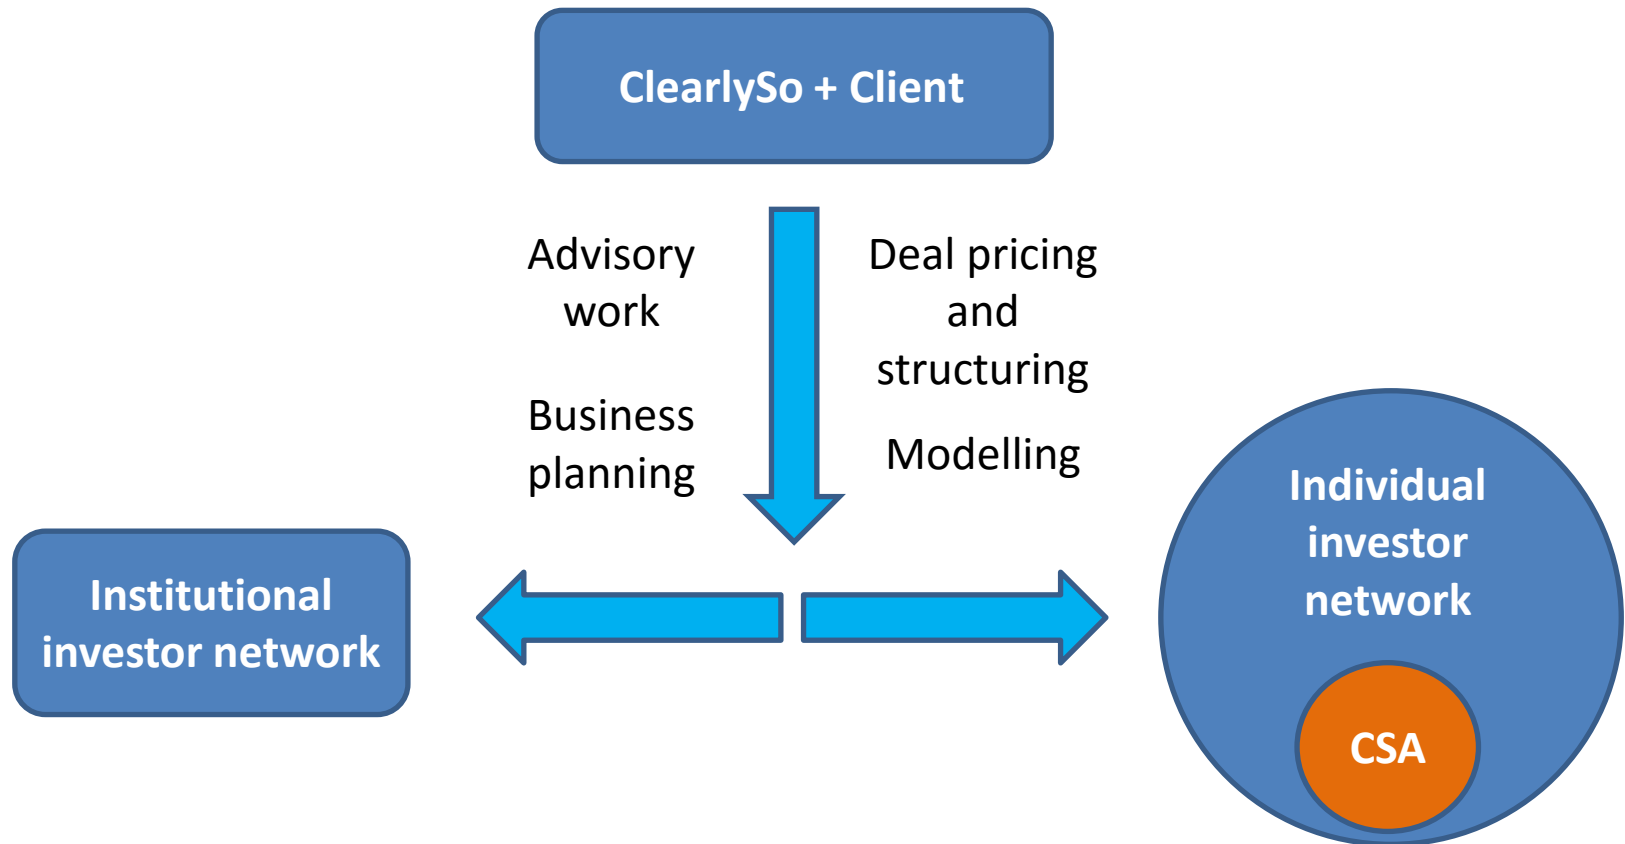 ClearlySo + Client
Advisory
work
Business
planning
Deal pricing
and
structuring
Modelling
Institutional
investor network
Individual
investor
network
CSA